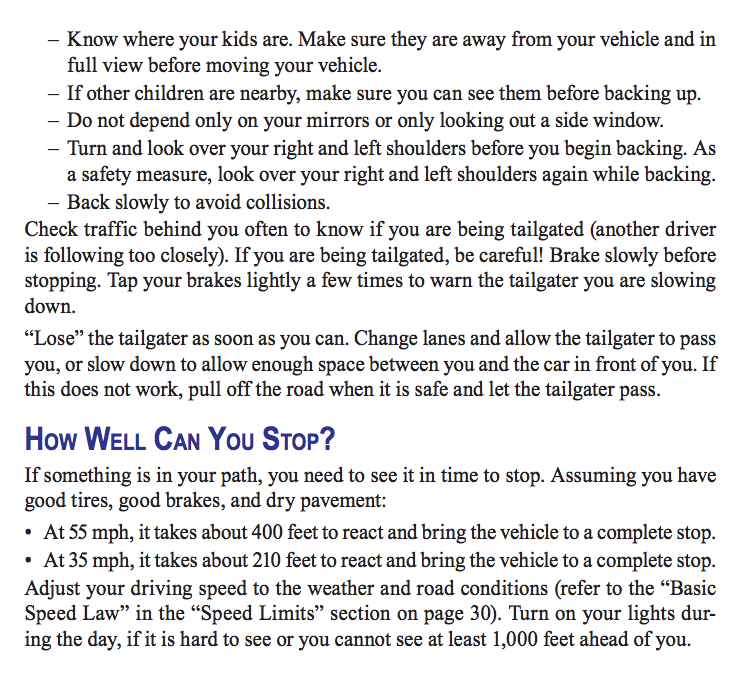 – Know where your kids are. Make sure they are away from your vehicle and in
full view before moving your vehicle.
– If other children are nearby, make sure you can see them before backing up.
– Do not depend only on your mirrors or only looking out a side window.
– Turn and look over your right and left shoulders before you begin backing. As
a safety measure, look over your right and left shoulders again while backing.
– Back slowly to avoid collisions.
Check traffic behind you often to know if you are being tailgated (another driver
is following too closely). If you are being tailgated, be careful! Brake slowly before
stopping. Tap your brakes lightly a few times to warn the tailgater you are slowing
down.
“Lose” the tailgater as soon as you can. Change lanes and allow the tailgater to pass
you, or slow down to allow enough space between you and the car in front of you. If
this does not work, pull off the road when it is safe and let the tailgater pass.
How Well Can You Stop?
If something is in your path, you need to see it in time to stop. Assuming you have
good tires, good brakes, and dry pavement:
• At 55 mph, it takes about 400 feet to react and bring the vehicle to a complete stop.
• At 35 mph, it takes about 210 feet to react and bring the vehicle to a complete stop.
Adjust your driving speed to the weather and road conditions (refer to the “Basic
Speed Law” in the “Speed Limits” section on page 30). Turn on your lights dur-
ing the day, if it is hard to see or you cannot see at least 1,000 feet ahead of you.